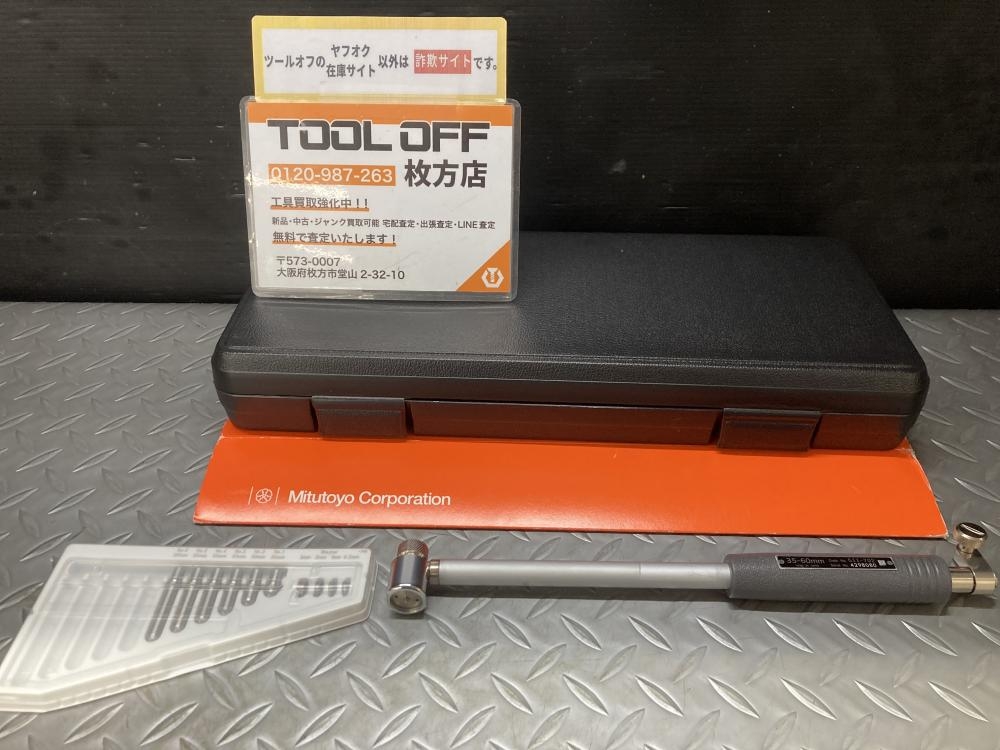 ツールオフの ヤフオク 在庫サイト 以外は 詐欺サイト です。
TOOL OFF
0120-987-263 枚方店
工具買取強化中!!
新品・中古・ジャンク買取可能 宅配査定・出張査定・LINE査定
無料で査定いたします!
〒573-0007
大阪府枚方市堂山2-32-10
Mitutoyo Corporation
35-60mm
4298080